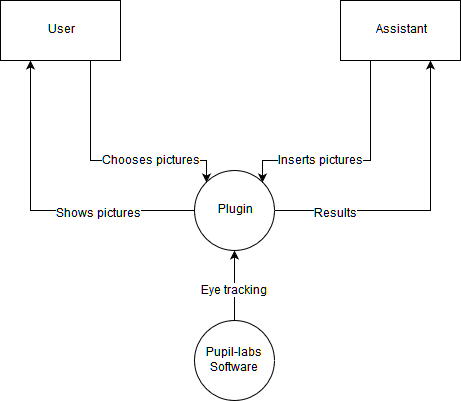 User
Assistant
Chooses pictures
Inserts pictures
Plugin
Shows pictures
Results
Eye tracking
Pupil-labs
Software